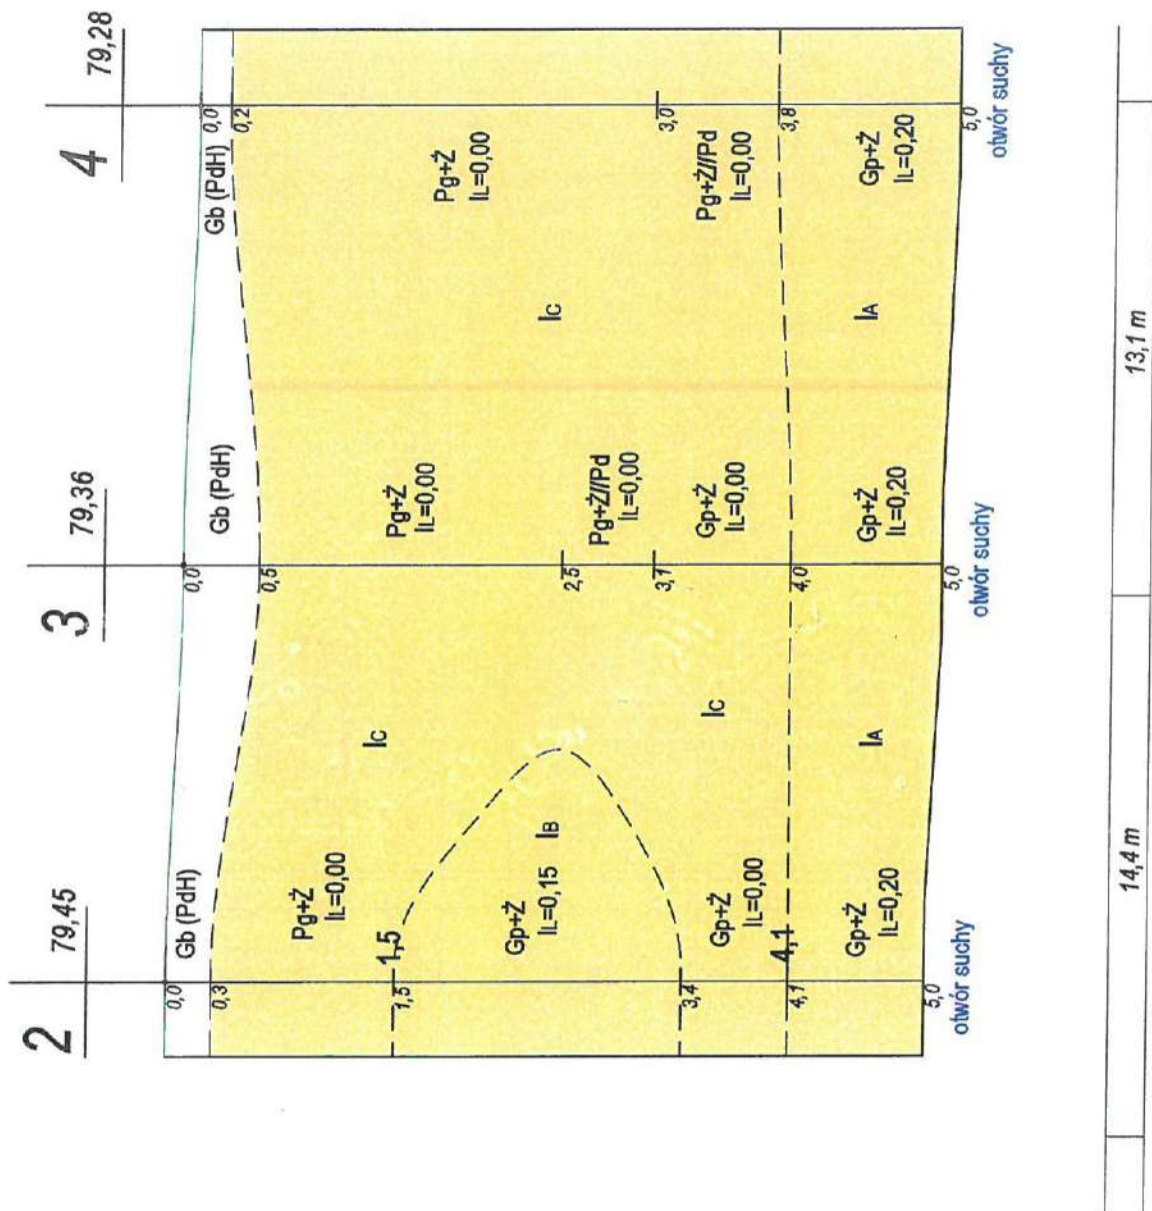 2
79,45
3
79,36
4
79,28
0,0
Gb (PdH)
0,3
Pg+Ż
IL=0,00
1,5
1,5
Gp+Ż
IL=0,15
IB
3,4
Gp+Ż
IL=0,00
4,1
4,1
Gp+Ż
IL=0,20
5,0
otwór suchy
IC
IC
IA
0,0
Gb (PdH)
0,5
Pg+Ż
IL=0,00
2,5
Pg+Ż//Pd
IL=0,00
3,1
Gp+Ż
IL=0,00
4,0
Gp+Ż
IL=0,20
5,0
otwór suchy
IC
IA
0,0
Gb (PdH)
0,2
Pg+Ż
IL=0,00
3,0
Pg+Ż//Pd
IL=0,00
3,8
Gp+Ż
IL=0,20
5,0
otwór suchy
14,4 m
13,1 m